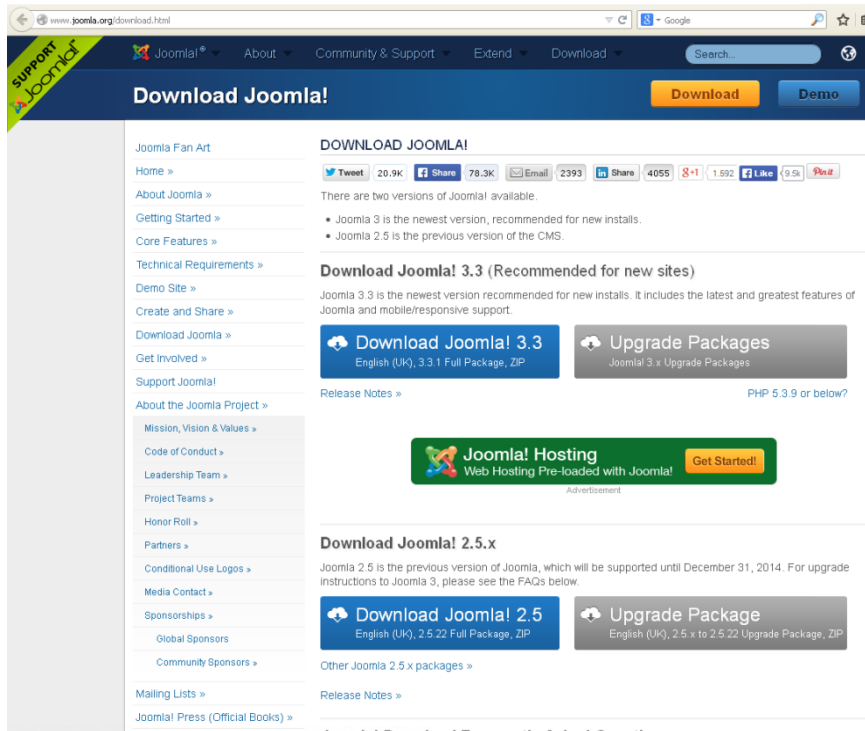 www.joomla.org/download.html
Google
SUPPORT
Joomla!
Joomla!®
About
Community & Support
Extend
Download
Search...
Download Joomla!
Download
Demo
Joomla Fan Art
Home »
About Joomla »
Getting Started »
Core Features »
Technical Requirements »
Demo Site »
Create and Share »
Download Joomla »
Get Involved »
Support Joomla!
About the Joomla Project »
Mission, Vision & Values »
Code of Conduct »
Leadership Team »
Project Teams »
Honor Roll »
Partners »
Conditional Use Logos »
Media Contact »
Sponsorships »
Global Sponsors
Community Sponsors »
Mailing Lists »
Joomla! Press (Official Books) »
DOWNLOAD JOOMLA!
Tweet 20.9K Share 78.3K Email 2393 in Share 4055 g+1 1.592 Like 9.5k Pin it
There are two versions of Joomla! available.
• Joomla 3 is the newest version, recommended for new installs.
• Joomla 2.5 is the previous version of the CMS.
Download Joomla! 3.3 (Recommended for new sites)
Joomla 3.3 is the newest version recommended for new installs. It includes the latest and greatest features of
Joomla and mobile/responsive support.
Download Joomla! 3.3
English (UK), 3.3.1 Full Package, ZIP
Upgrade Packages
Joomla! 3.x Upgrade Packages
Release Notes »
PHP 5.3.9 or below?
Joomla! Hosting
Web Hosting Pre-loaded with Joomla!
Get Started!
Advertisement
Download Joomla! 2.5.x
Joomla 2.5 is the previous version of Joomla, which will be supported until December 31, 2014. For upgrade
instructions to Joomla 3, please see the FAQs below.
Download Joomla! 2.5
English (UK), 2.5.22 Full Package, ZIP
Upgrade Package
English (UK), 2.5.x to 2.5.22 Upgrade Package, ZIP
Other Joomla 2.5.x packages »
Release Notes »